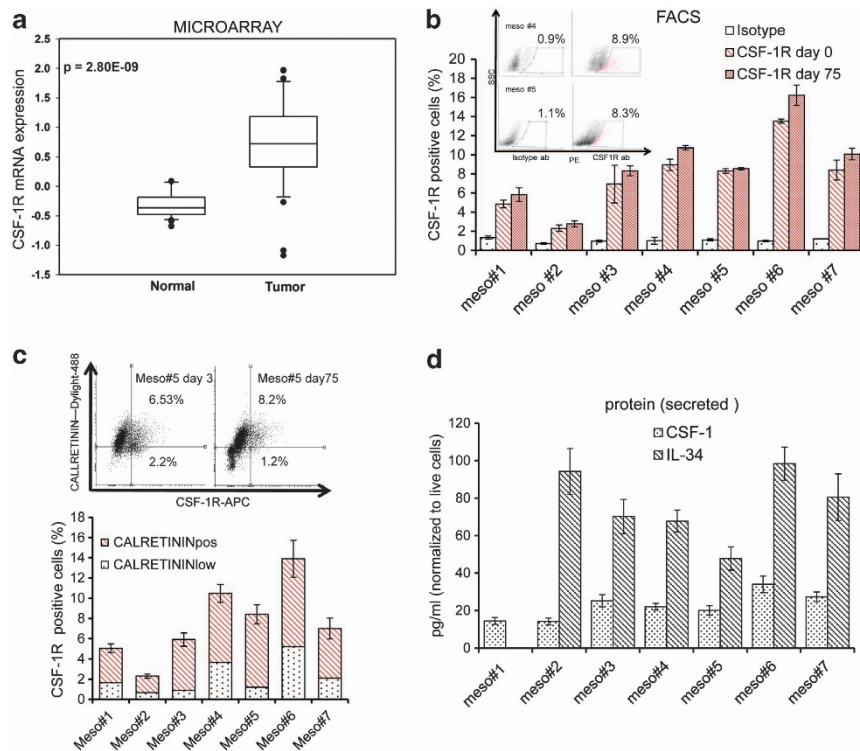 a
MICROARRAY
p = 2.80E-09
CSF-1R mRNA expression
2.5
2.0
1.5
1.0
0.5
0.0
-0.5
-1.0
-1.5
Normal
Tumor
b
FACS
Isotype
CSF-1R day 0
CSF-1R day 75
CSF-1R positive cells (%)
20
18
16
14
12
10
8
6
4
2
0
SSC
meso #4
0.9%
8.9%
meso #5
1.1%
8.3%
Isotype ab
PE
CSF1R ab
meso#1
meso #2
meso #3
meso #4
meso #5
meso #6
meso #7
c
CALLRETININ—Dylight-488
Meso#5 day 3
6.53%
2.2%
Meso#5 day75
8.2%
1.2%
CSF-1R-APC
CSF-1R positive cells (%)
18
16
14
12
10
8
6
4
2
0
CALRETININpos
CALRETININlow
Meso#1
Meso#2
Meso#3
Meso#4
Meso#5
Meso#6
Meso#7
d
protein (secreted )
CSF-1
IL-34
pg/ml (normalized to live cells)
120
100
80
60
40
20
0
meso#1
meso#2
meso#3
meso#4
meso#5
meso#6
meso#7